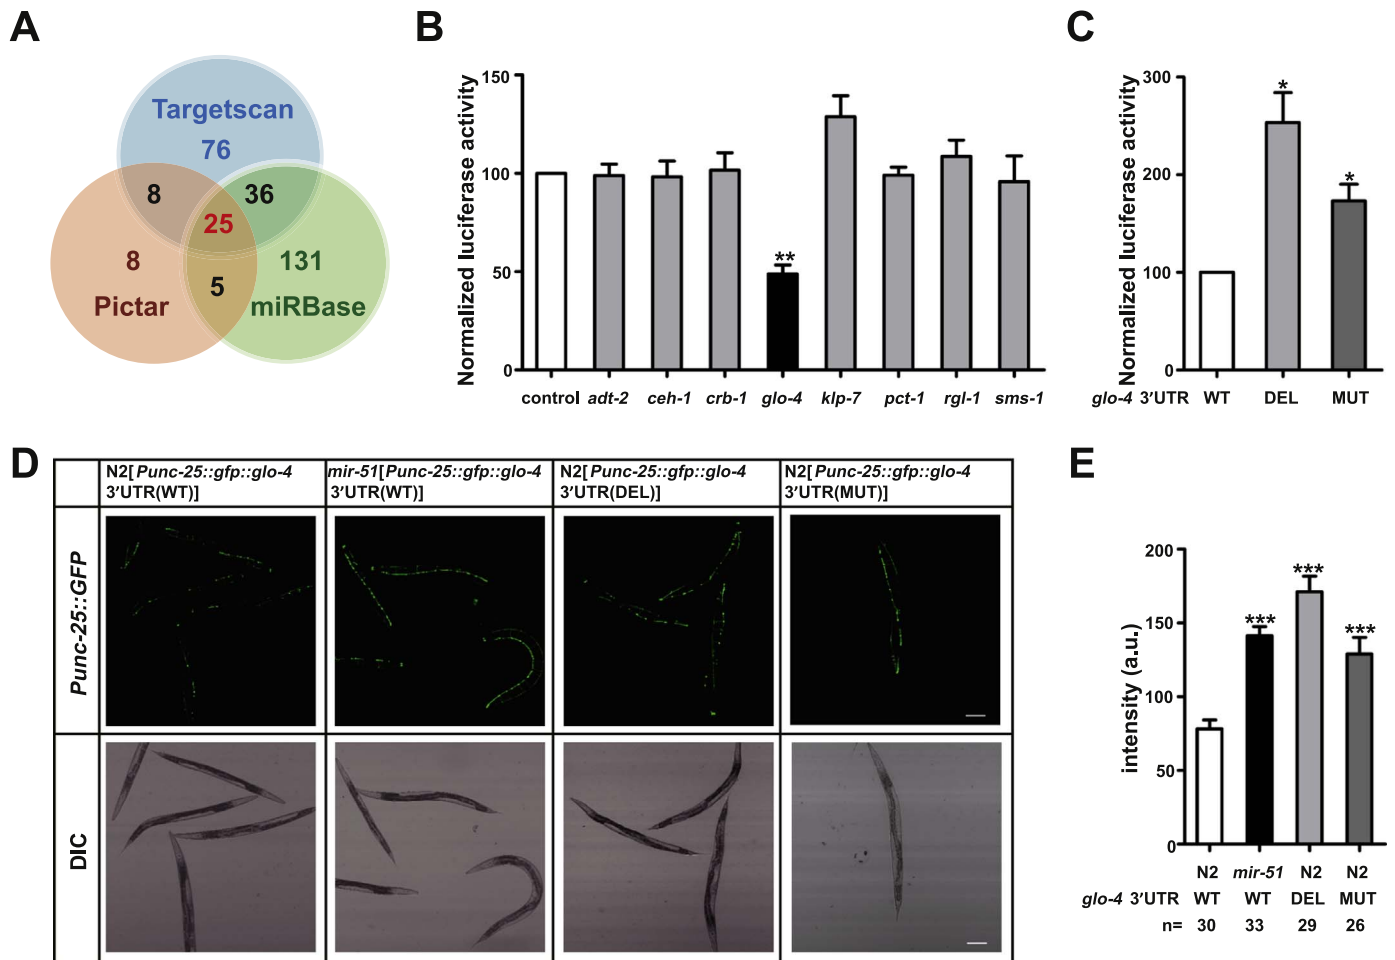 A
Targetscan
76
8
36
25
8
131
5
Pictar
miRBase
B
Normalized luciferase activity
150
100
50
0
**
control adt-2 ceh-1 crb-1 glo-4 klp-7 pct-1 rgl-1 sms-1
C
Normalized luciferase activity
300
200
100
0
*
*
glo-4 3'UTR WT DEL MUT
D
N2[Punc-25::gfp::glo-4
3'UTR(WT)]
mir-51[Punc-25::gfp::glo-4
3'UTR(WT)]
N2[Punc-25::gfp::glo-4
3'UTR(DEL)]
N2[Punc-25::gfp::glo-4
3'UTR(MUT)]
Punc-25::GFP
DIC
E
intensity (a.u.)
200
150
100
50
0
***
***
***
N2 mir-51 N2 N2
glo-4 3'UTR WT WT DEL MUT
n= 30 33 29 26